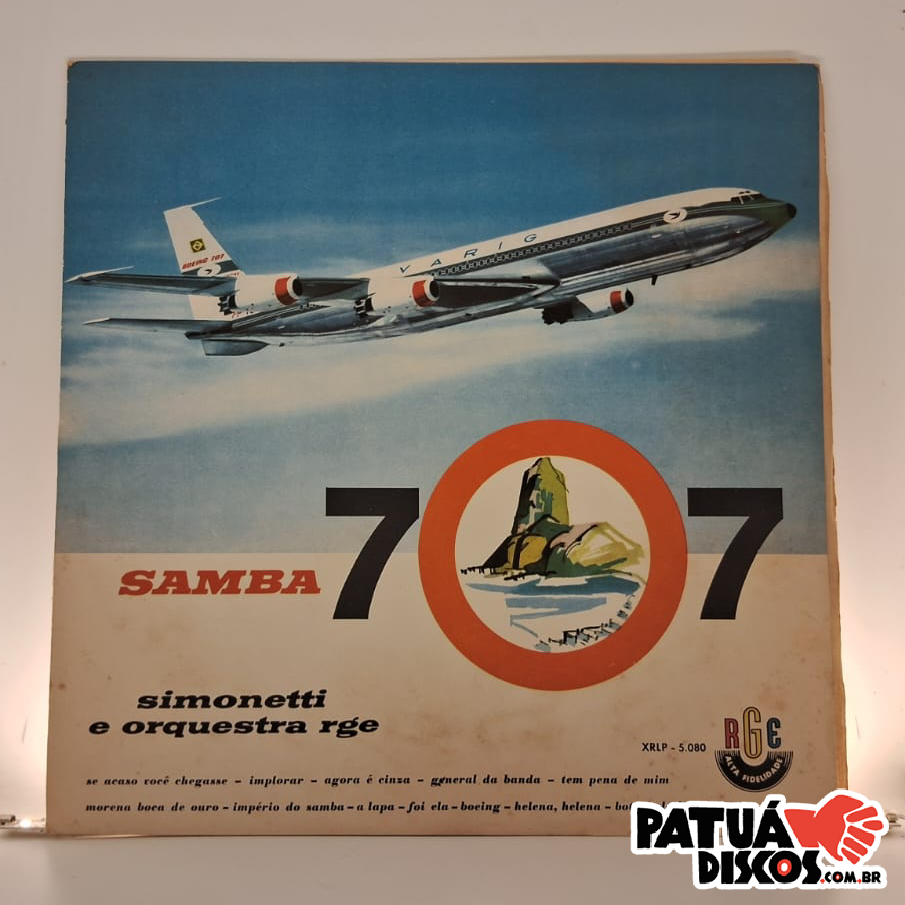 VARIG
BOEING 707
707
SAMBA
simonetti
e orquestra rge
XRLP - 5.080
RGE
ALTA FIDELIDADE
se acaso você chegasse - implorar - agora é cinza - ggneral da banda - tem pena de mim
morena boca de ouro - império do samba - a lapa - foi ela - boeing - helena, helena -
PATUÁ
DISCOS.COM.BR